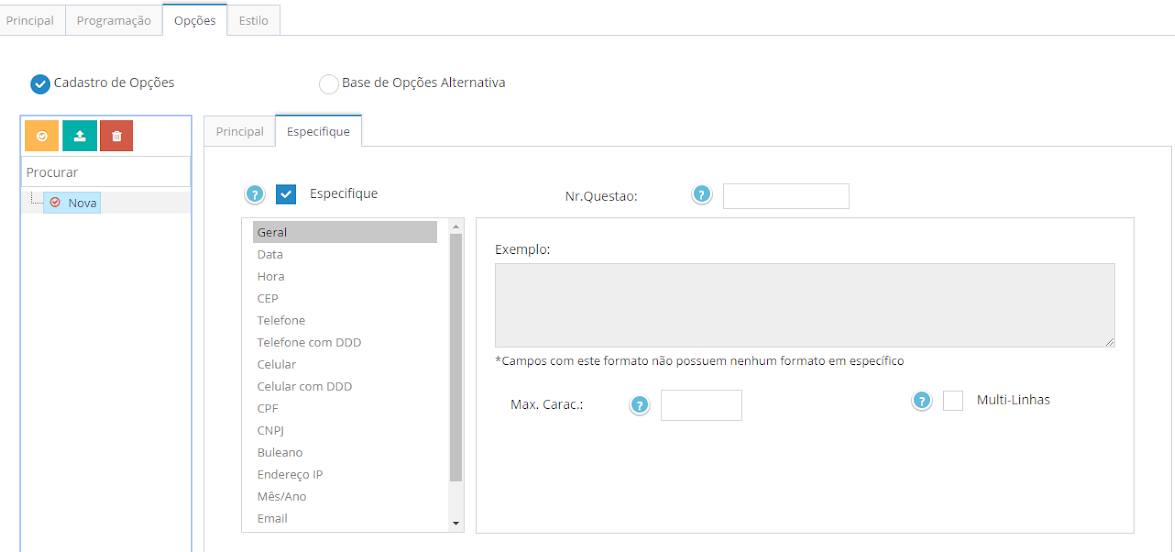 Principal Programação Opções Estilo
Cadastro de Opções Base de Opções Alternativa
Principal Especifique
Procurar
Nova
? Especifique Nr.Questao: ?
Geral
Data
Hora
CEP
Telefone
Telefone com DDD
Celular
Celular com DDD
CPF
CNPJ
Buleano
Endereço IP
Mês/Ano
Email
Exemplo:
*Campos com este formato não possuem nenhum formato em específico
Max. Carac.: ? ? Multi-Linhas